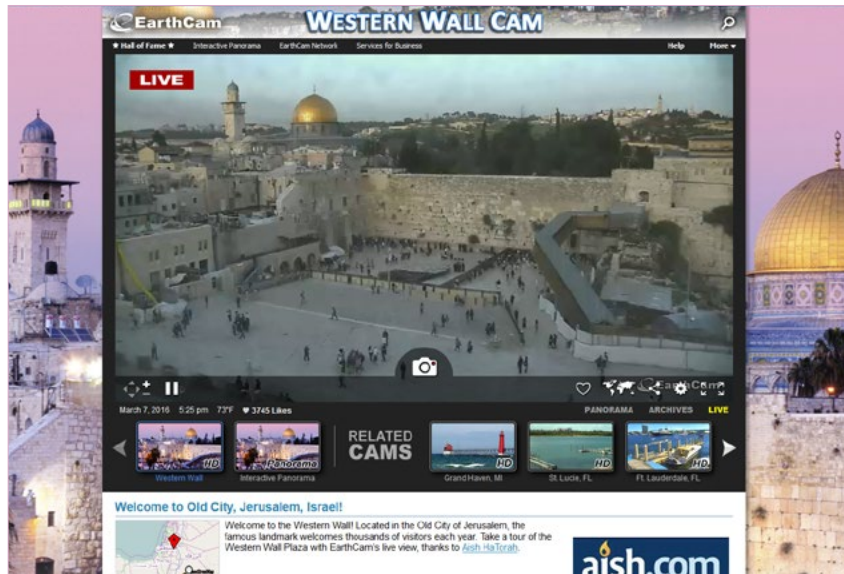 EarthCam
WESTERN WALL CAM
★ Hall of Fame ★ Interactive Panorama EarthCam Network Services for Business Help More
LIVE
EarthCam
March 7, 2016 5:25 pm 73°F ♥ 3745 Likes PANORAMA ARCHIVES LIVE
HD Panorama RELATED CAMS HD HD HD
Western Wall Interactive Panorama Grand Haven, MI St. Lucie, FL Ft. Lauderdale, FL
Welcome to Old City, Jerusalem, Israel!
Welcome to the Western Wall! Located in the Old City of Jerusalem, the
famous landmark welcomes thousands of visitors each year. Take a tour of the
Western Wall Plaza with EarthCam's live view, thanks to Aish HaTorah.
aish.com